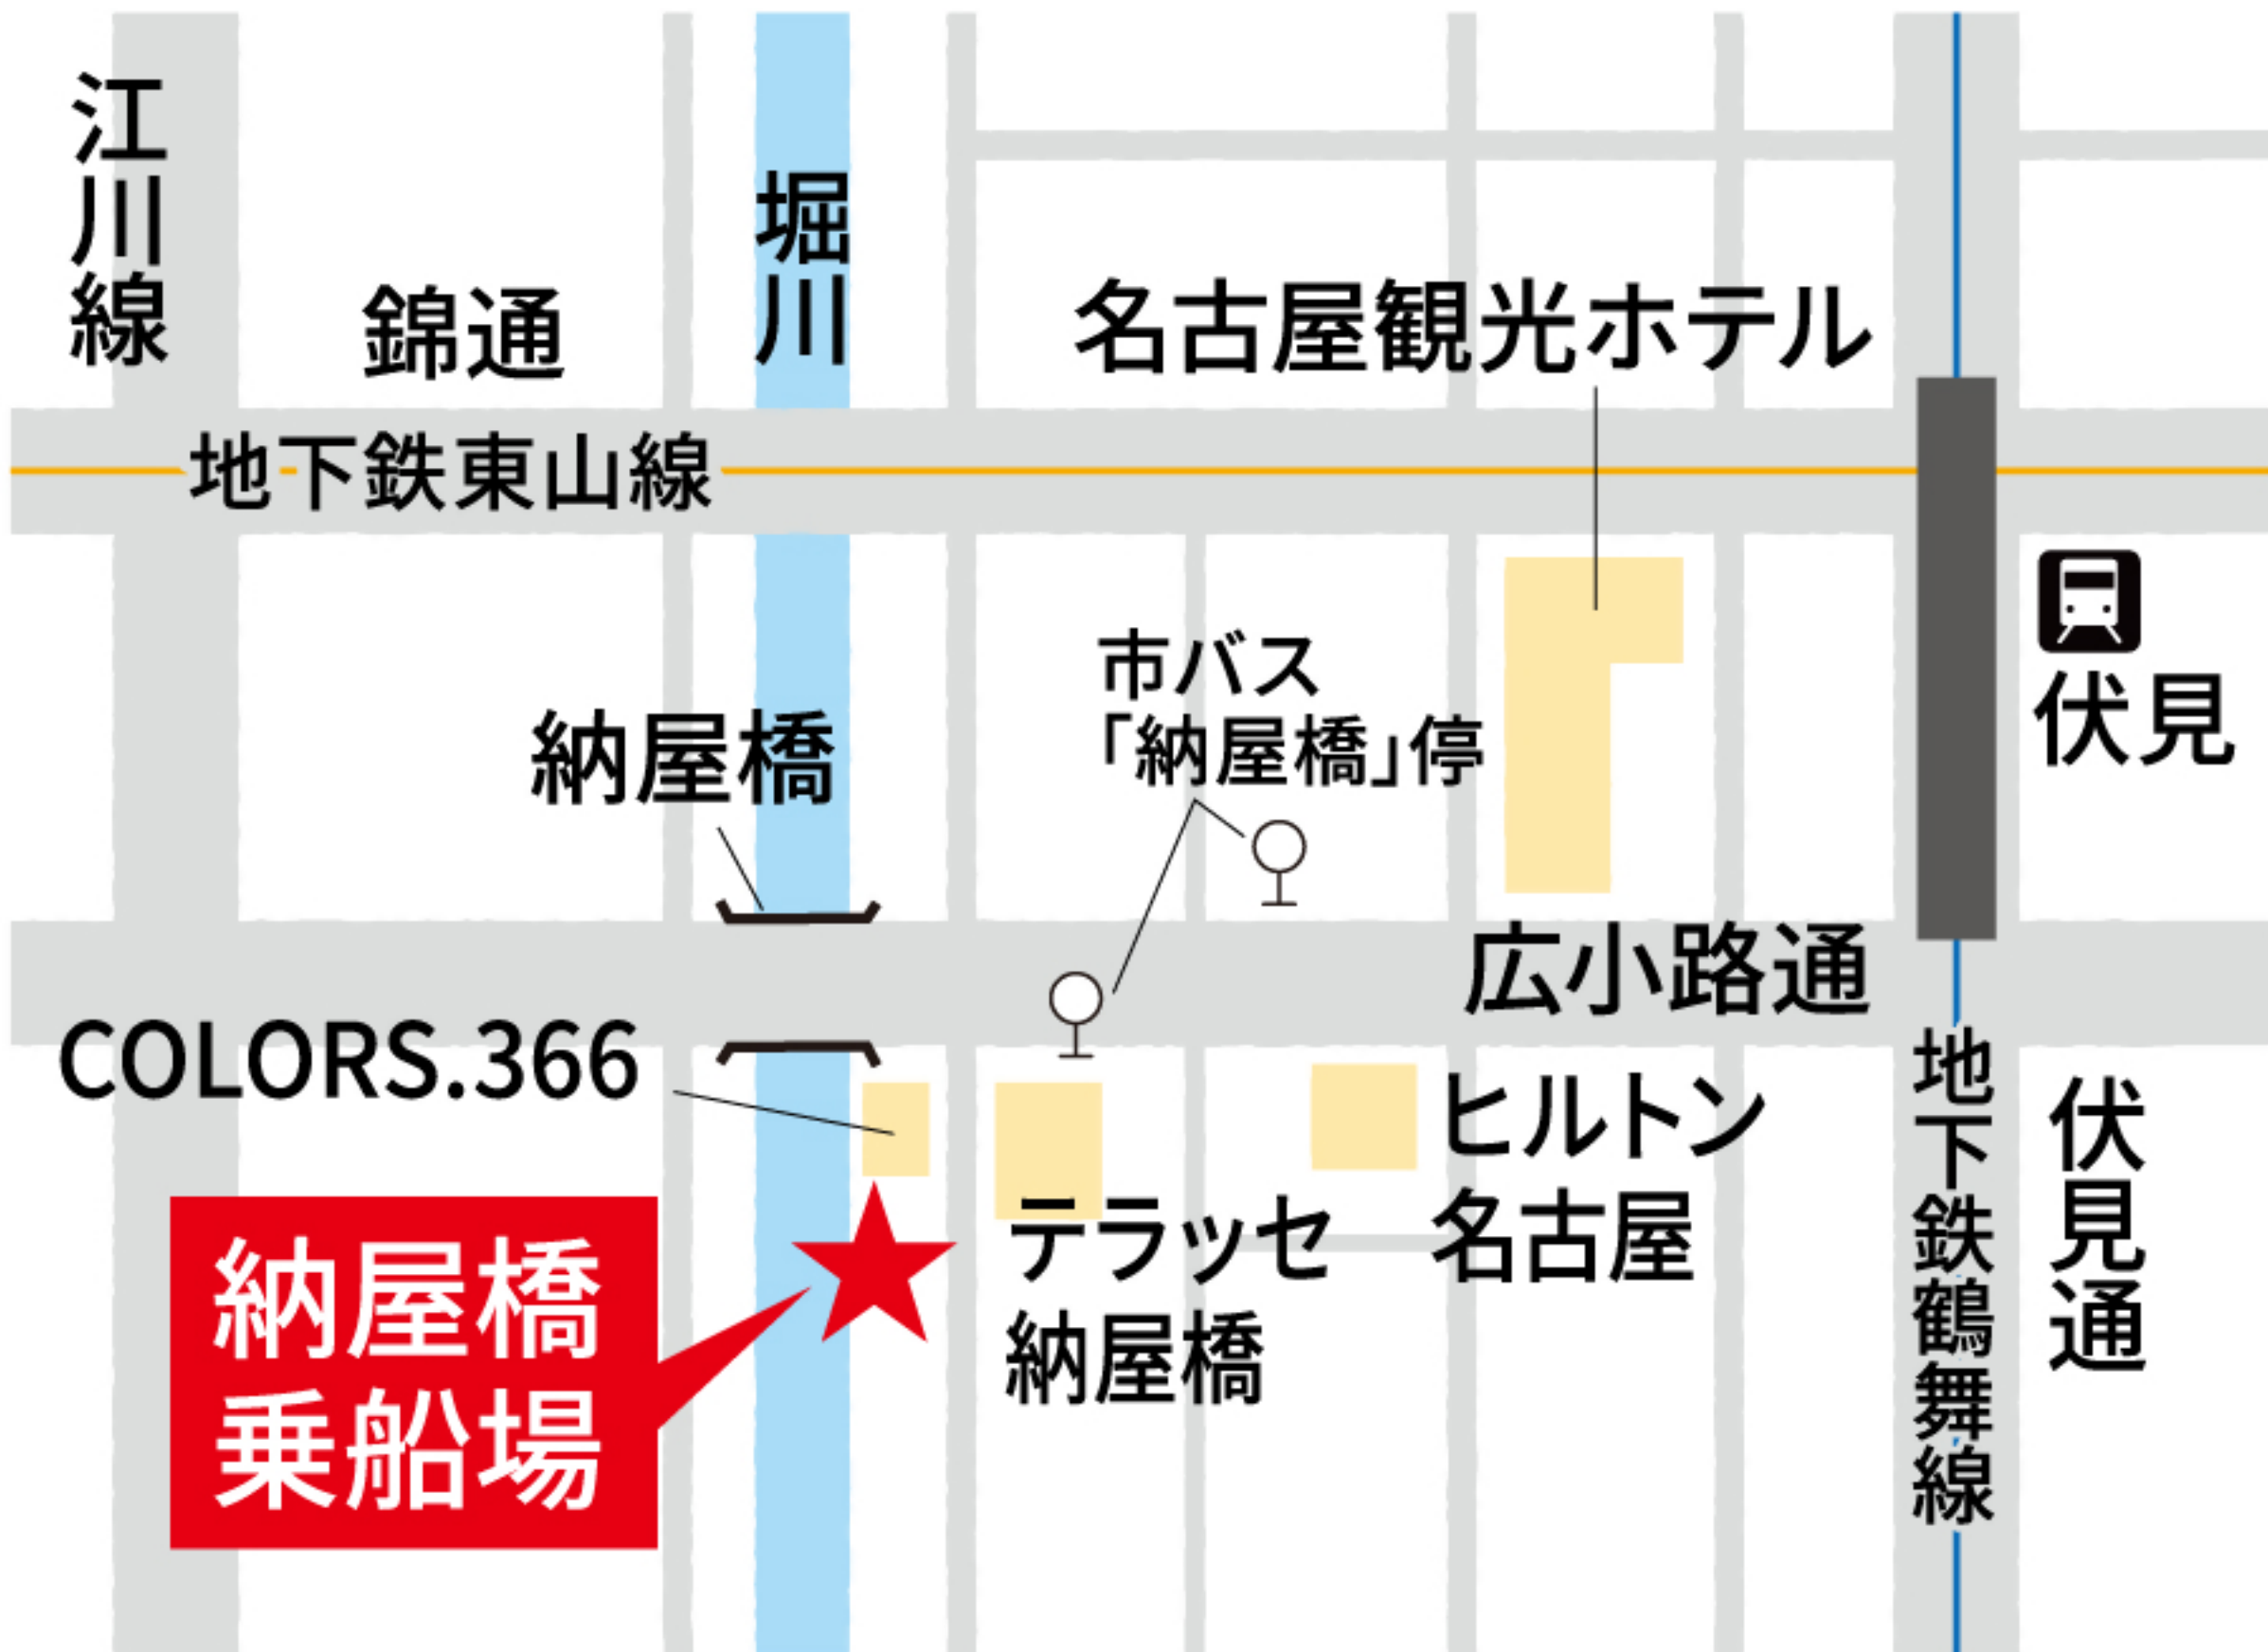 江川線
錦通
堀川
名古屋観光ホテル
地下鉄東山線
伏見
市バス
「納屋橋」停
納屋橋
広小路通
COLORS.366
ヒルトン
名古屋
テラッセ
納屋橋
納屋橋
乗船場
地下鉄鶴舞線
伏見通